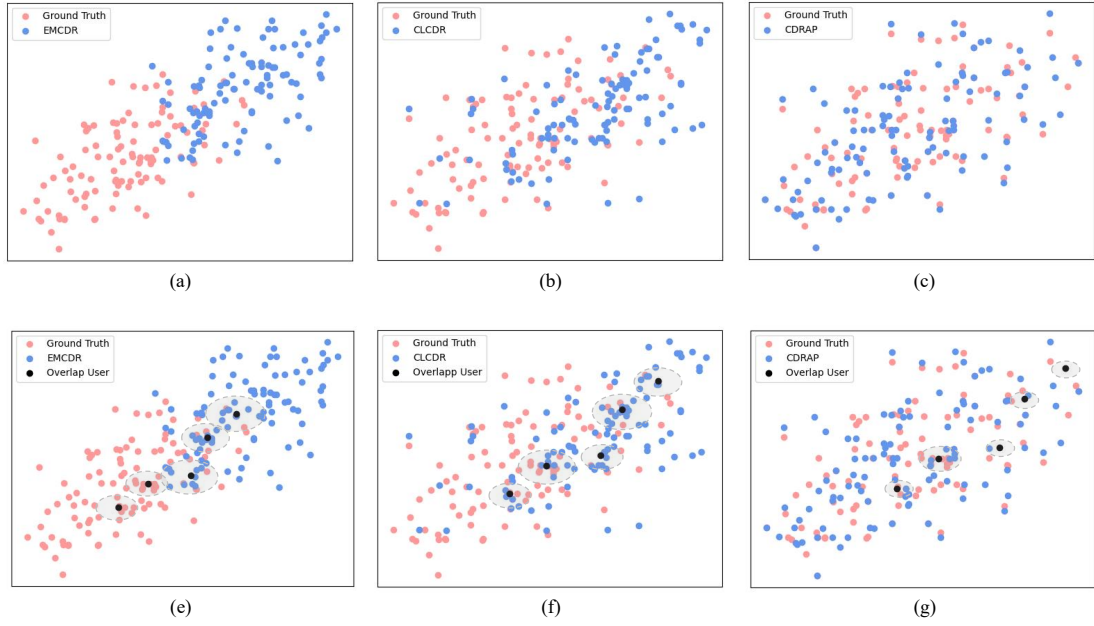 Ground Truth
EMCDR
Ground Truth
CLCDR
Ground Truth
CDRAP
(a)
(b)
(c)
Ground Truth
EMCDR
Overlap User
Ground Truth
CLCDR
Overlapp User
Ground Truth
CDRAP
Overlap User
(e)
(f)
(g)